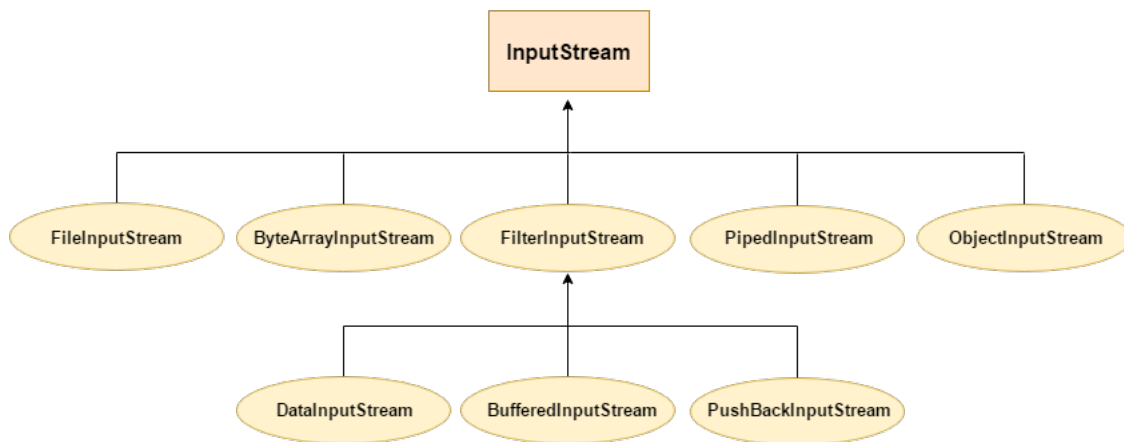 InputStream
FileInputStream
ByteArrayInputStream
FilterInputStream
PipedInputStream
ObjectInputStream
DataInputStream
BufferedInputStream
PushBackInputStream